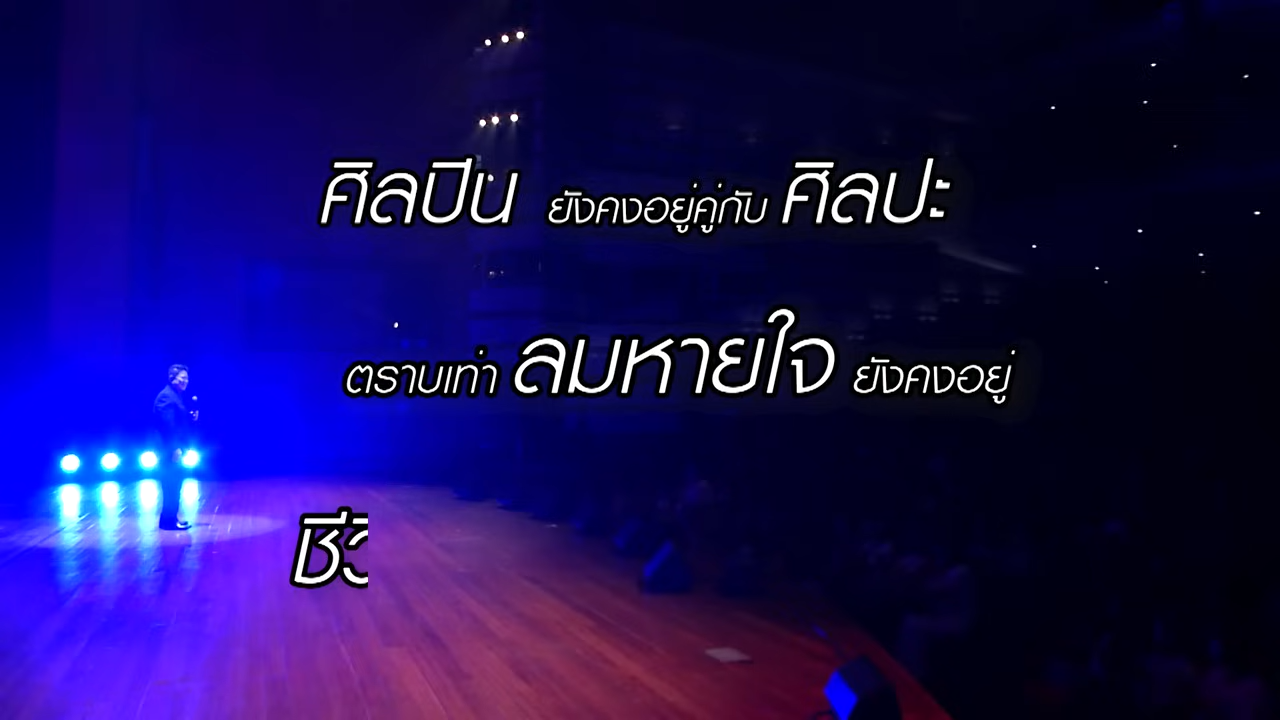 ศิลปิน ยังคงอยู่คู่กับ ศิลปะ
ตราบเท่า ลมหายใจ ยังคงอยู่